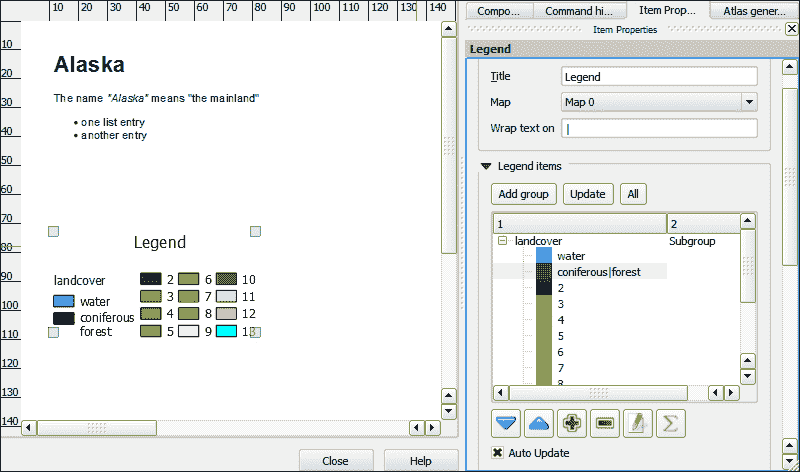 10 20 30 40 50 60 70 80 90 100 110 120 130 140
10
20
30
40
50
60
70
80
90
100
110
120
130
140
Alaska
The name "Alaska" means "the mainland"
• one list entry
• another entry
Legend
landcover
water
coniferous
forest
2 6 10
3 7 11
4 8 12
5 9 13
Close Help
Compo... Command hi... Item Prop... Atlas gener...
Item Properties
Legend
Title Legend
Map Map 0
Wrap text on |
Legend items
Add group Update All
1 2
landcover Subgroup
water
coniferous|forest
2
3
4
5
6
7
8
Auto Update